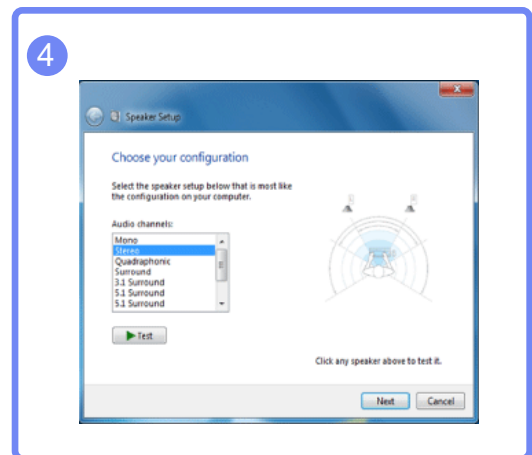 4
Speaker Setup
Choose your configuration
Select the speaker setup below that is most like
the configuration on your computer.
Audio channels:
Mono
Stereo
Quadraphonic
Surround
3.1 Surround
5.1 Surround
5.1 Surround
Test
Click any speaker above to test it.
Next
Cancel